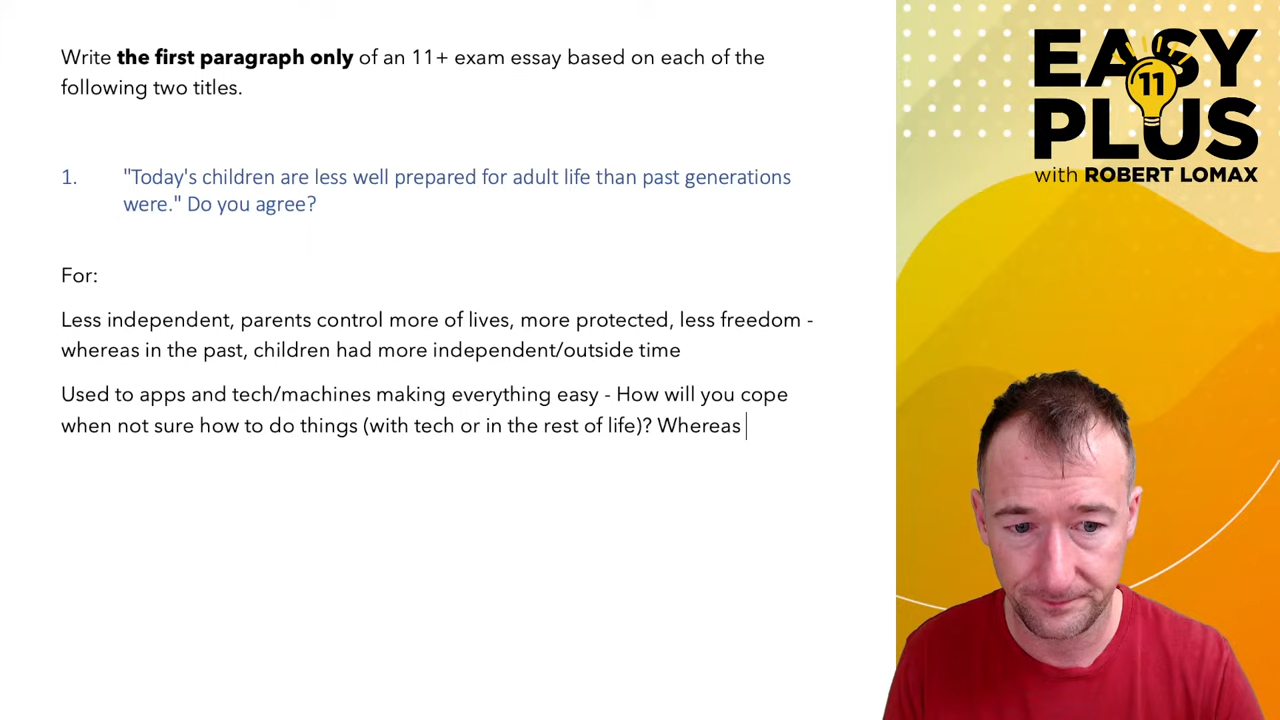 Write the first paragraph only of an 11+ exam essay based on each of the
following two titles.
1. "Today's children are less well prepared for adult life than past generations
were." Do you agree?
For:
Less independent, parents control more of lives, more protected, less freedom -
whereas in the past, children had more independent/outside time
Used to apps and tech/machines making everything easy - How will you cope
when not sure how to do things (with tech or in the rest of life)? Whereas
EASY
11
PLUS
with ROBERT LOMAX